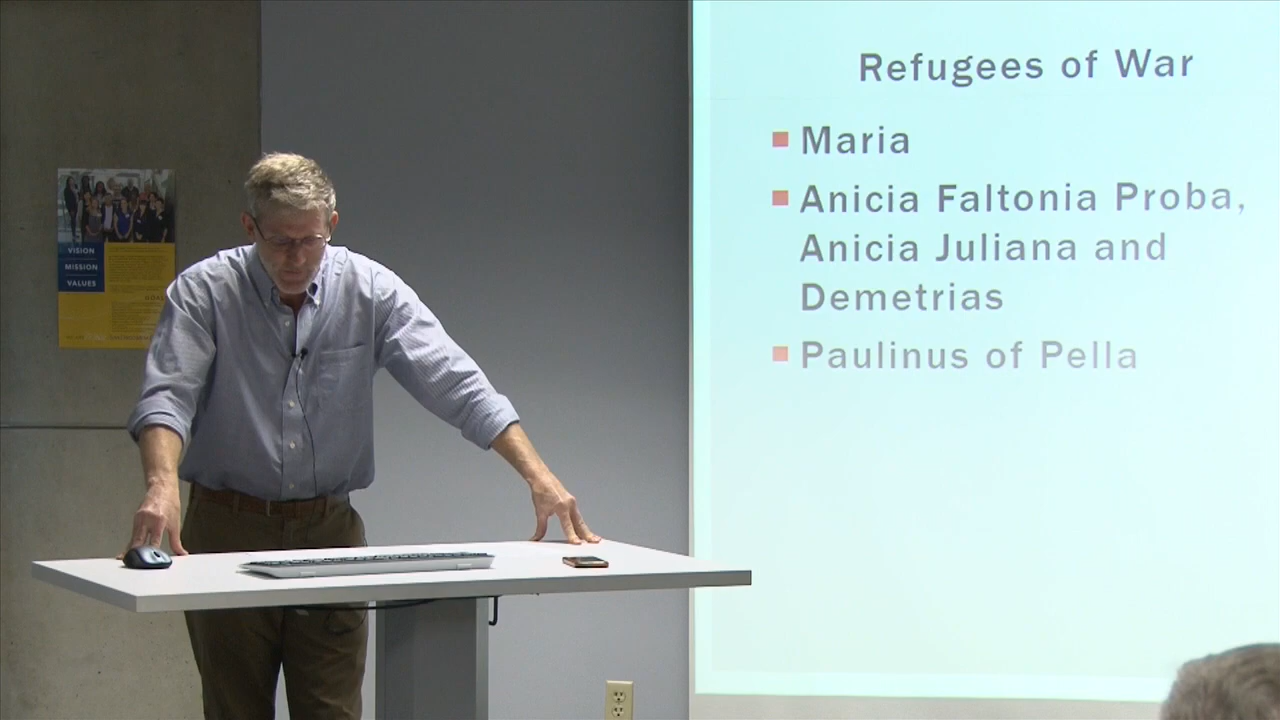 Refugees of War
Maria
Anicia Faltonia Proba,
Anicia Juliana and
Demetrias
Paulinus of Pella
VISION
MISSION
VALUES